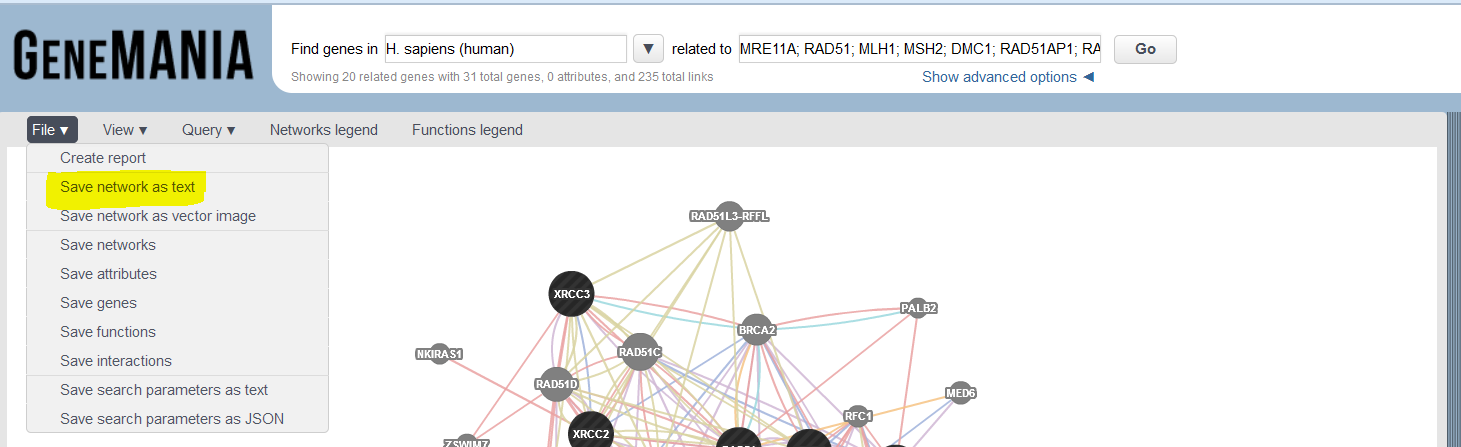 GENEMANIA
Find genes in H. sapiens (human) ▼ related to MRE11A; RAD51; MLH1; MSH2; DMC1; RAD51AP1; RA Go
Showing 20 related genes with 31 total genes, 0 attributes, and 235 total links
Show advanced options ◄
File ▼ View ▼ Query ▼ Networks legend Functions legend
Create report
Save network as text
Save network as vector image
Save networks
Save attributes
Save genes
Save functions
Save interactions
Save search parameters as text
Save search parameters as JSON
RAD51L3-RFFL
XRCC3
PALB2
BRCA2
NKIRAS1
RAD51C
RAD51D
MED6
RFC1
XRCC2
ZSWIM7